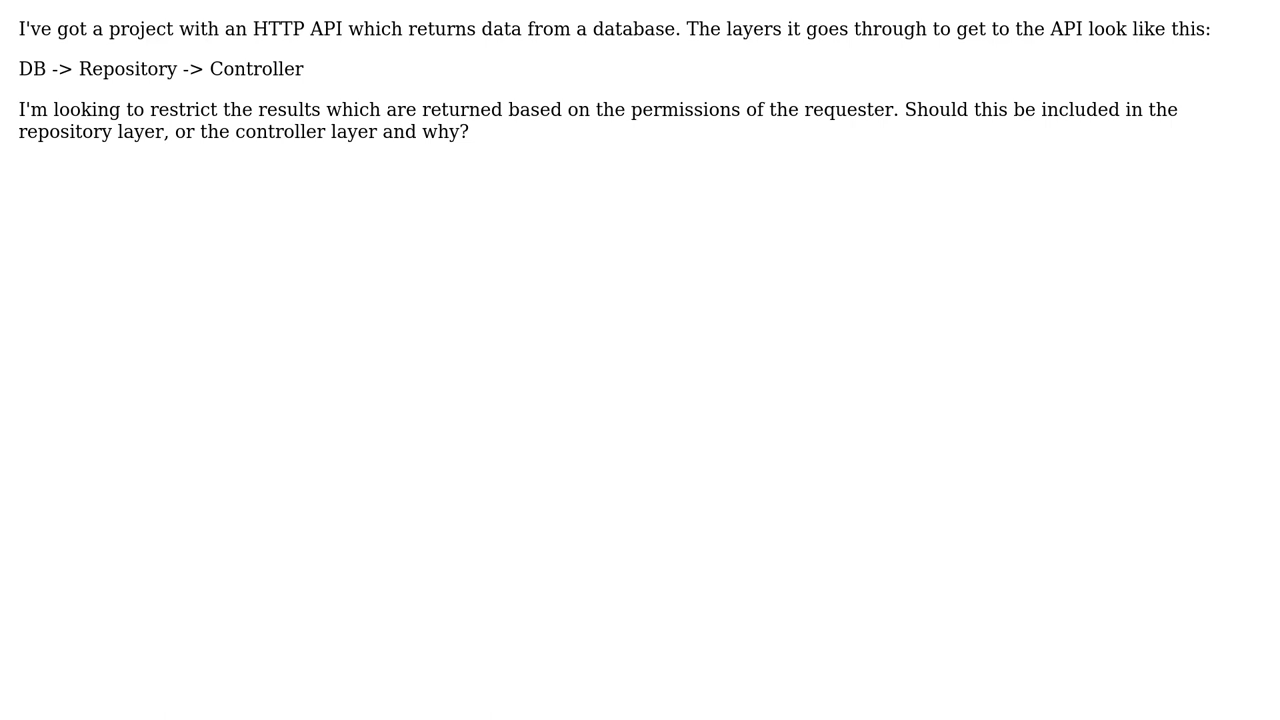 I've got a project with an HTTP API which returns data from a database. The layers it goes through to get to the API look like this:
DB -> Repository -> Controller
I'm looking to restrict the results which are returned based on the permissions of the requester. Should this be included in the
repository layer, or the controller layer and why?